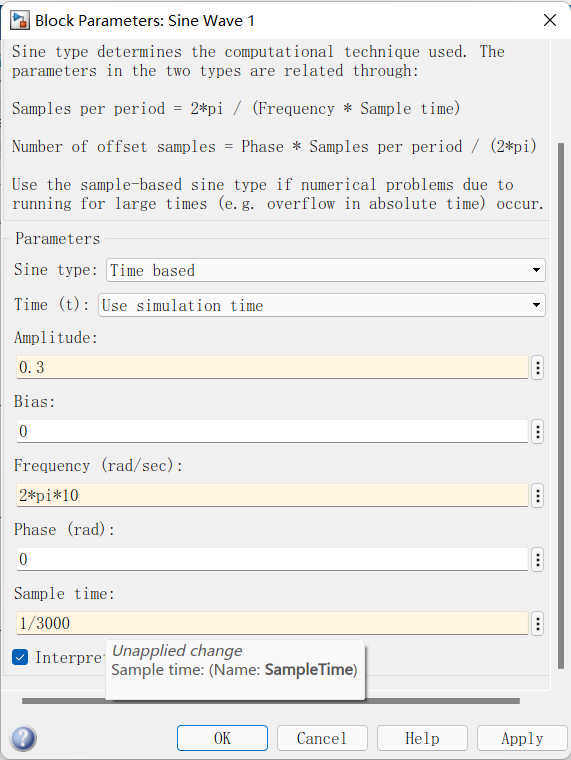 Block Parameters: Sine Wave 1
Sine type determines the computational technique used. The
parameters in the two types are related through:
Samples per period = 2*pi / (Frequency * Sample time)
Number of offset samples = Phase * Samples per period / (2*pi)
Use the sample-based sine type if numerical problems due to
running for large times (e.g. overflow in absolute time) occur.
Parameters
Sine type: Time based
Time (t): Use simulation time
Amplitude:
0.3
Bias:
0
Frequency (rad/sec):
2*pi*10
Phase (rad):
0
Sample time:
1/3000
Unapplied change
Sample time: (Name: SampleTime)
OK Cancel Help Apply